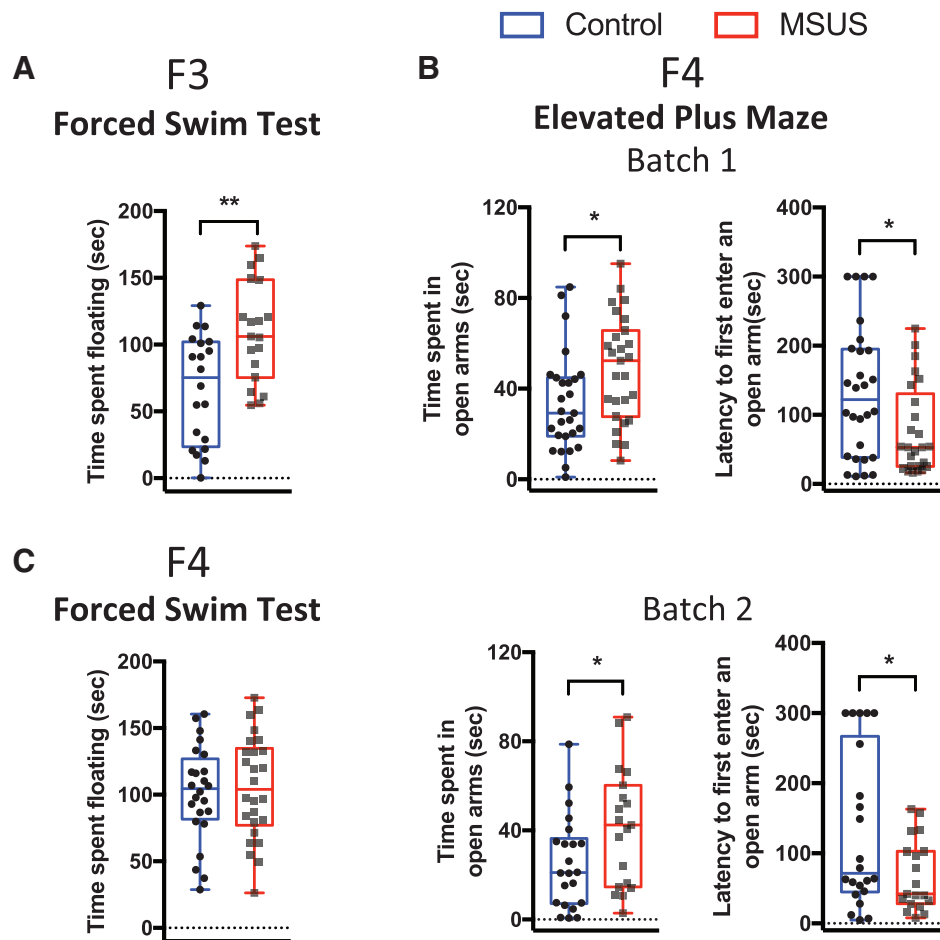 Control MSUS
A
F3
Forced Swim Test
Time spent floating (sec)
200
150
100
50
0
**
B
F4
Elevated Plus Maze
Batch 1
Time spent in
open arms (sec)
120
80
40
0
*
Latency to first enter an
open arm(sec)
400
300
200
100
0
*
C
F4
Forced Swim Test
Time spent floating (sec)
200
150
100
50
0
Batch 2
Time spent in
open arms (sec)
120
80
40
0
*
Latency to first enter an
open arm (sec)
400
300
200
100
0
*